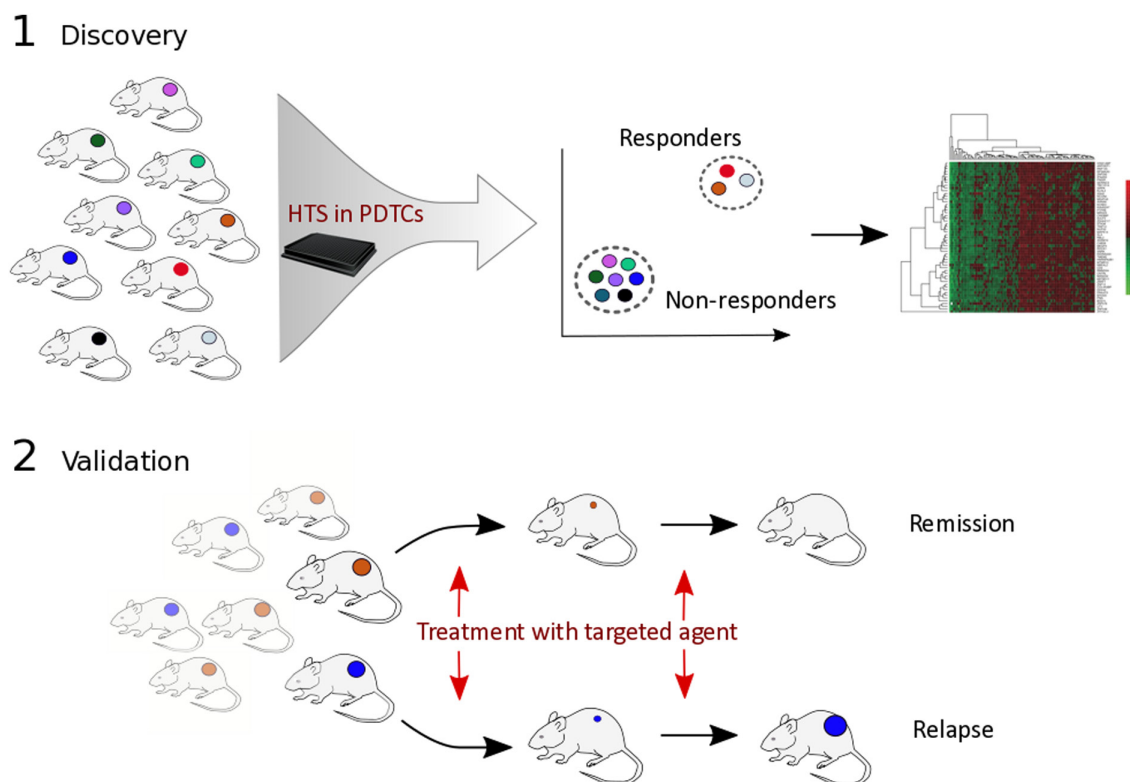 1 Discovery
HTS in PDTCs
Responders
Non-responders
2 Validation
Remission
Treatment with targeted agent
Relapse